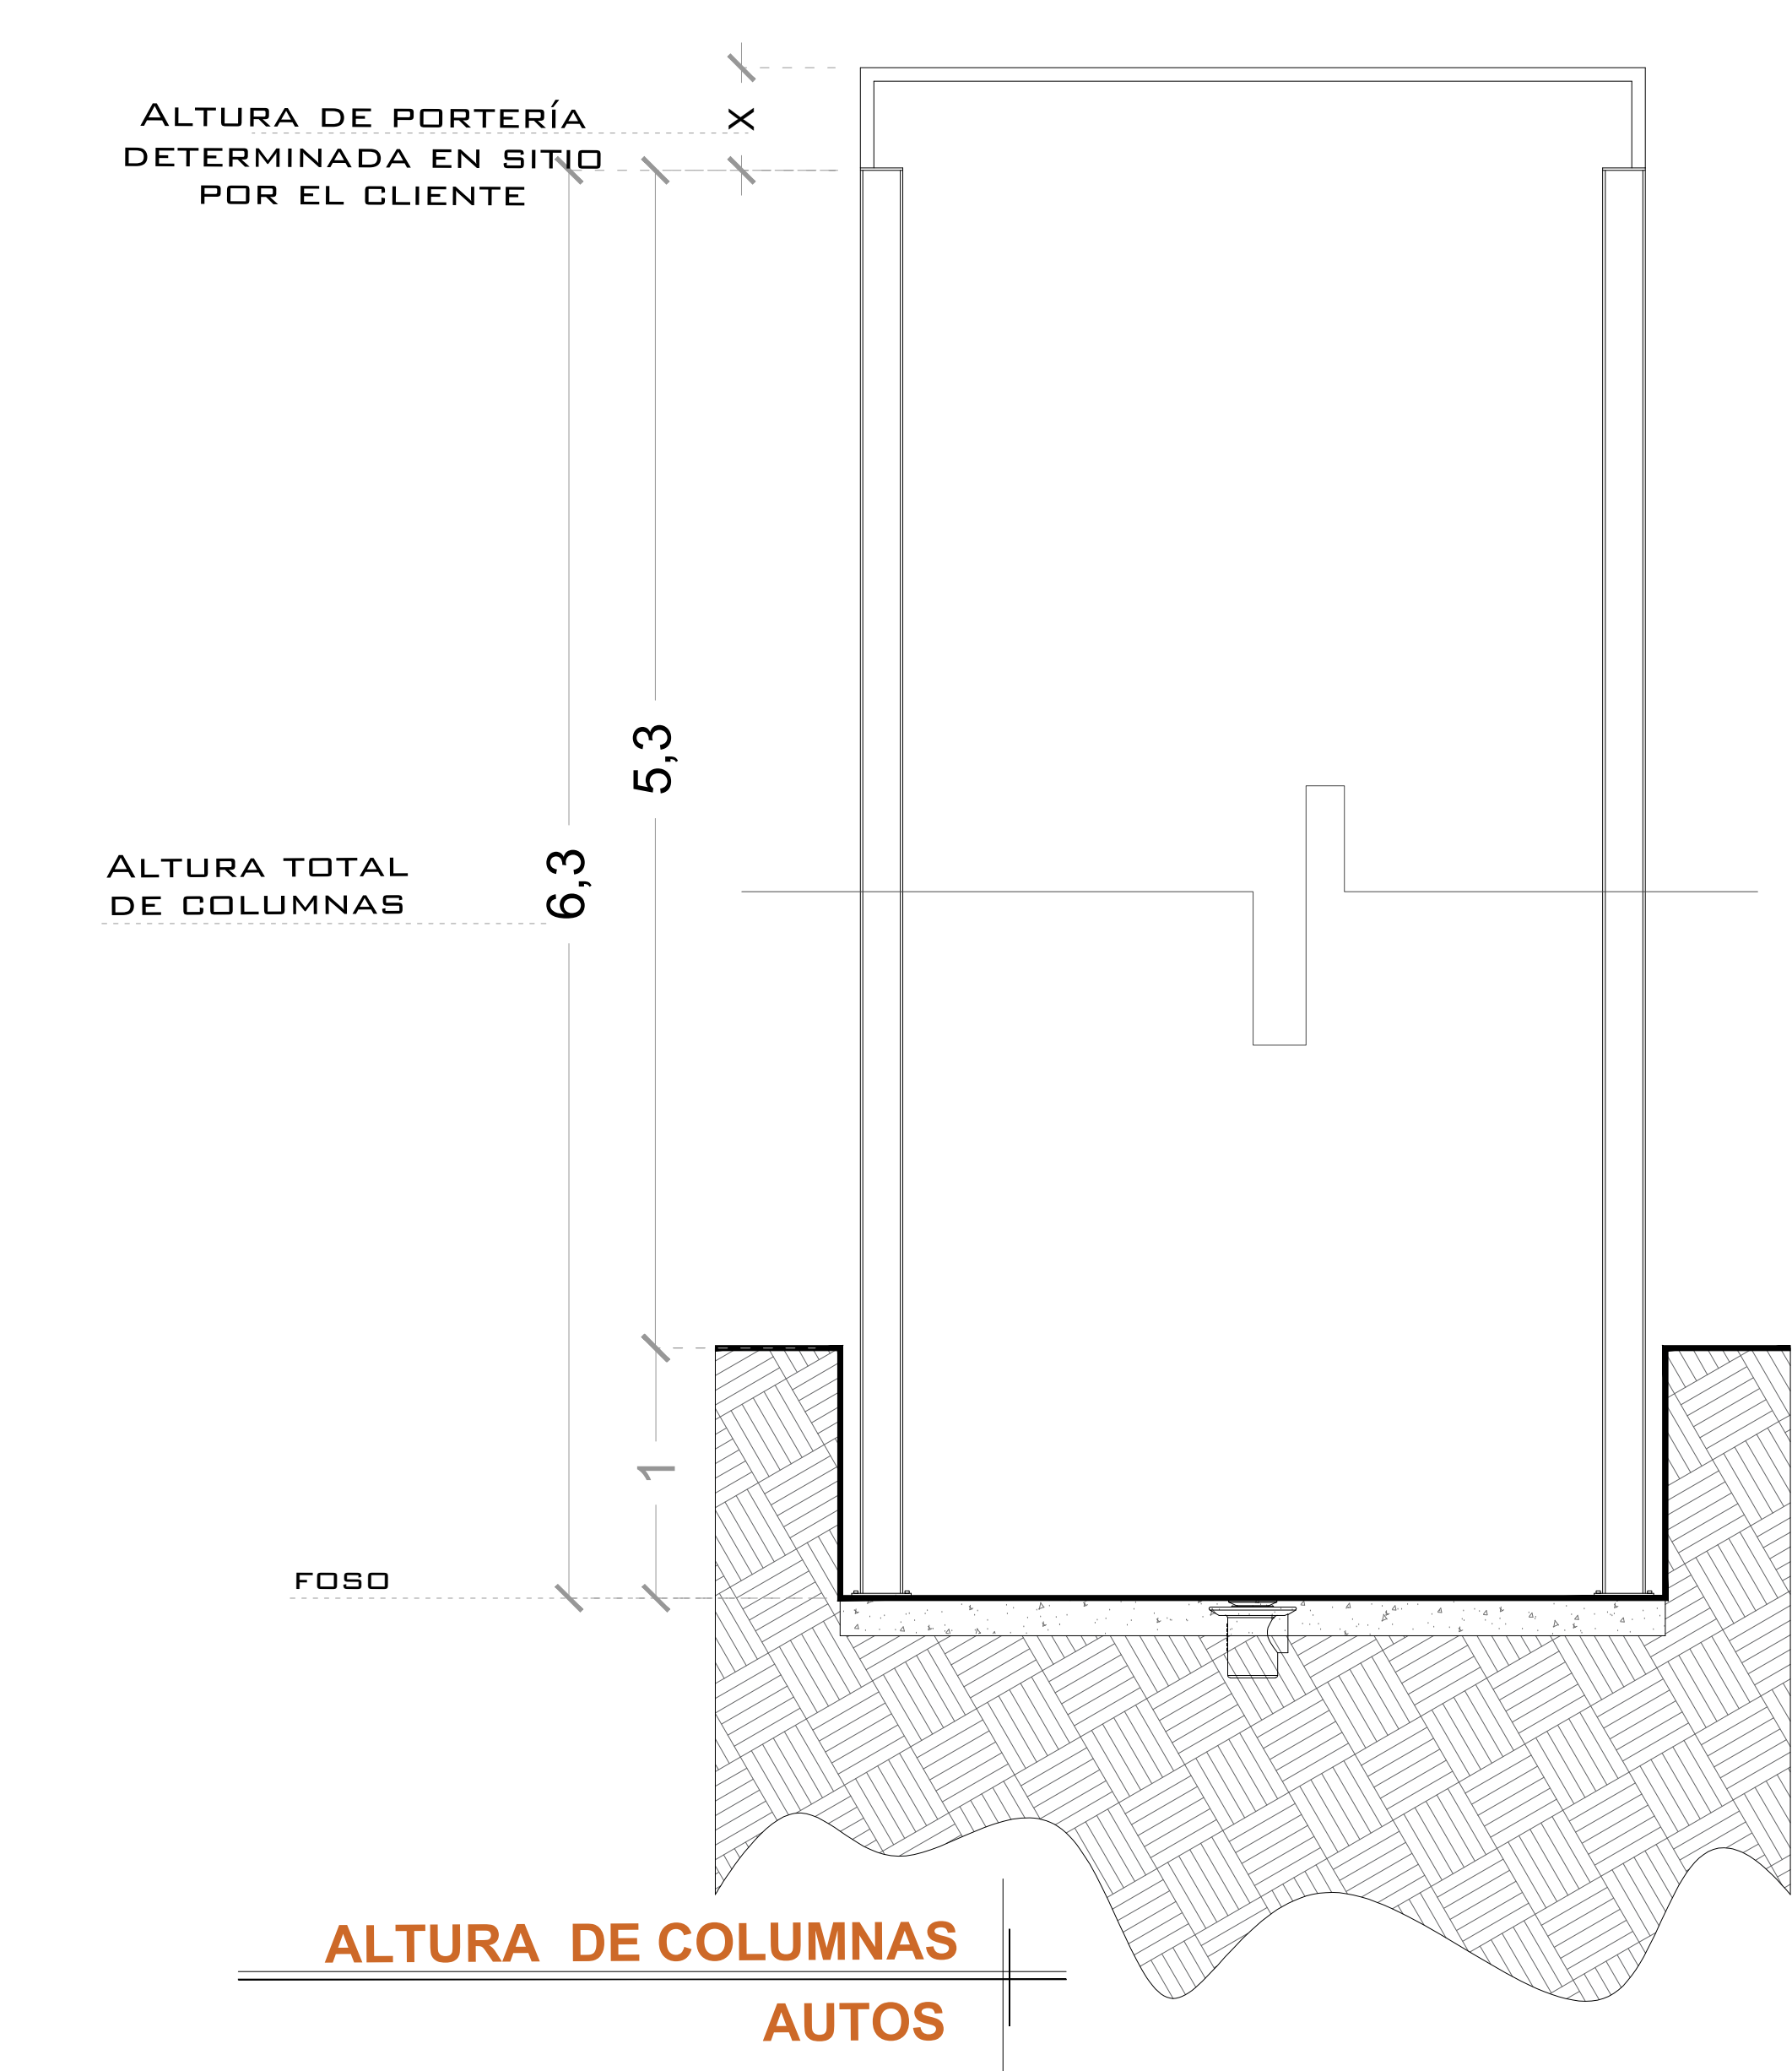 x
ALTURA DE PORTERÍA
DETERMINADA EN SITIO
POR EL CLIENTE
5,3
6,3
ALTURA TOTAL
DE COLUMNAS
1
FOSO
ALTURA DE COLUMNAS
AUTOS